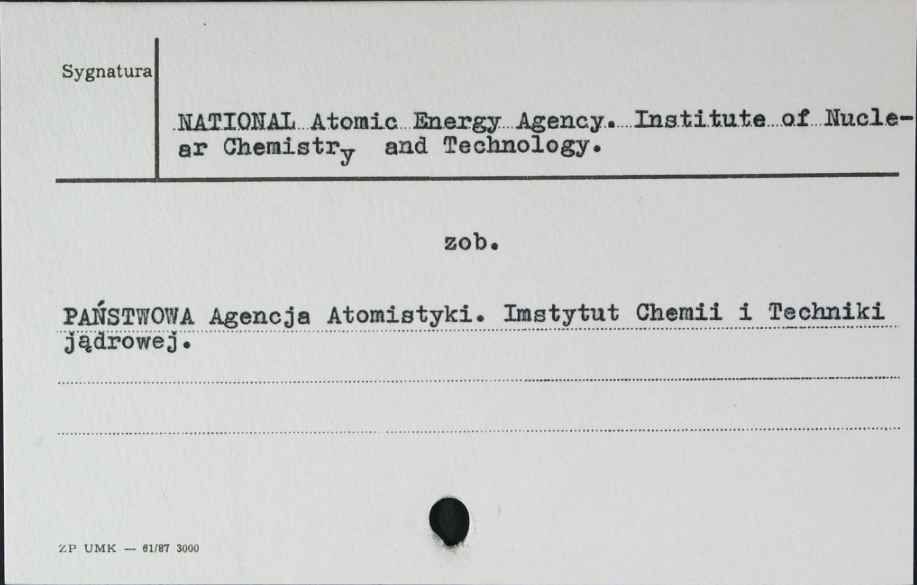 Sygnatura
NATIONAL Atomic Energy Agency. Institute of Nucle-
ar Chemistry and Technology.
zob.
PAŃSTWOWA Agencja Atomistyki. Imstytut Chemii i Techniki
jądrowej.
ZP UMK — 61/87 3000